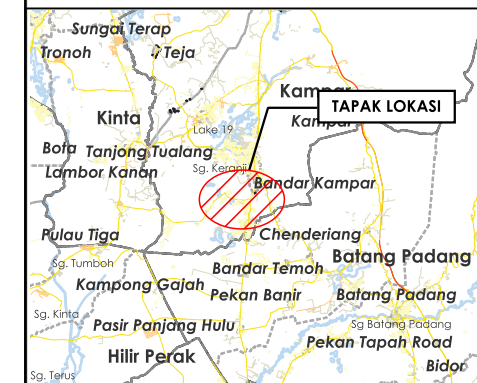 Sungai Terap
Tronoh
Teja
Kampar
TAPAK LOKASI
Kinta
Lake 19
Kampar
Bota
Tanjong Tualang
Sg. Keranji
Lambor Kanan
Bandar Kampar
Pulau Tiga
Chenderiang
Batang Padang
Sg. Tumboh
Bandar Temoh
Kampong Gajah
Pekan Banir
Batang Padang
Sg. Kinta
Pasir Panjang Hulu
Sg Batang Padang
Pekan Tapah Road
Hilir Perak
Bidor
Sg. Terus